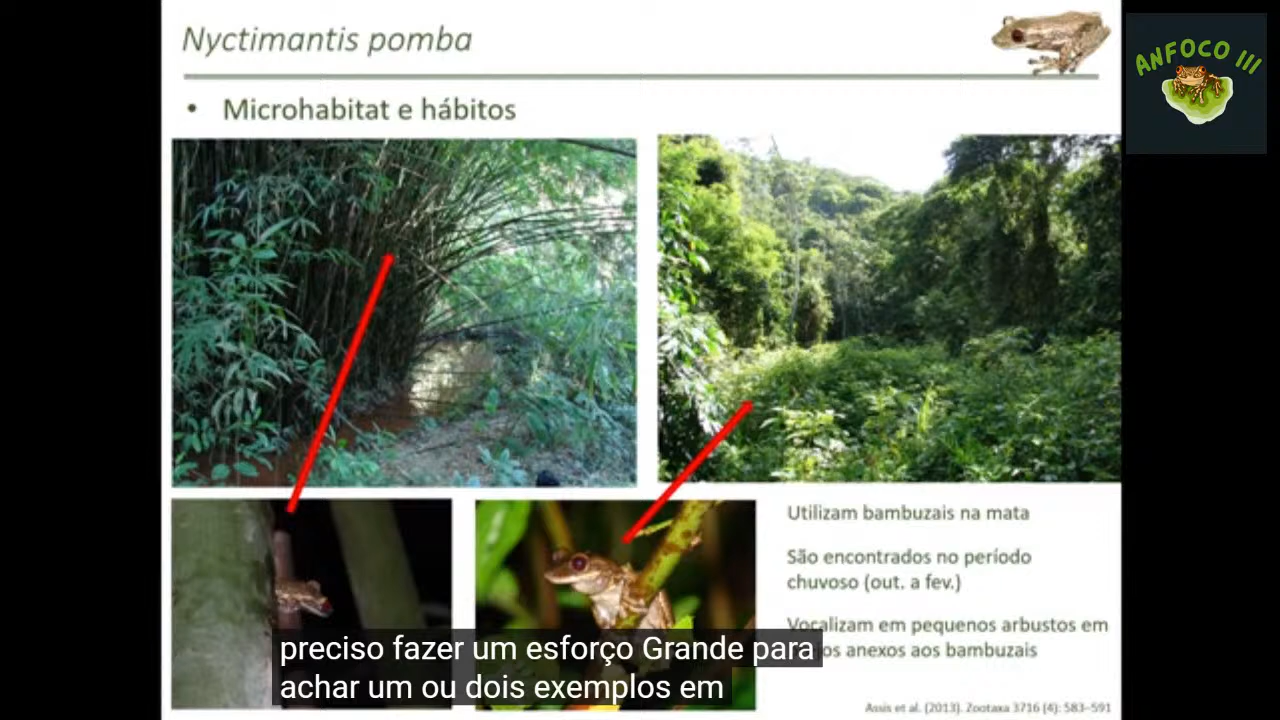 Nyctimantis pomba
ANFOCO III
• Microhabitat e hábitos
Utilizam bambuzais na mata
São encontrados no período
chuvoso (out. a fev.)
Vocalizam em pequenos arbustos em
os anexos aos bambuzais
preciso fazer um esforço Grande para
achar um ou dois exemplos em
Assis et al. (2013). Zootaxa 3716 (4): 583–591